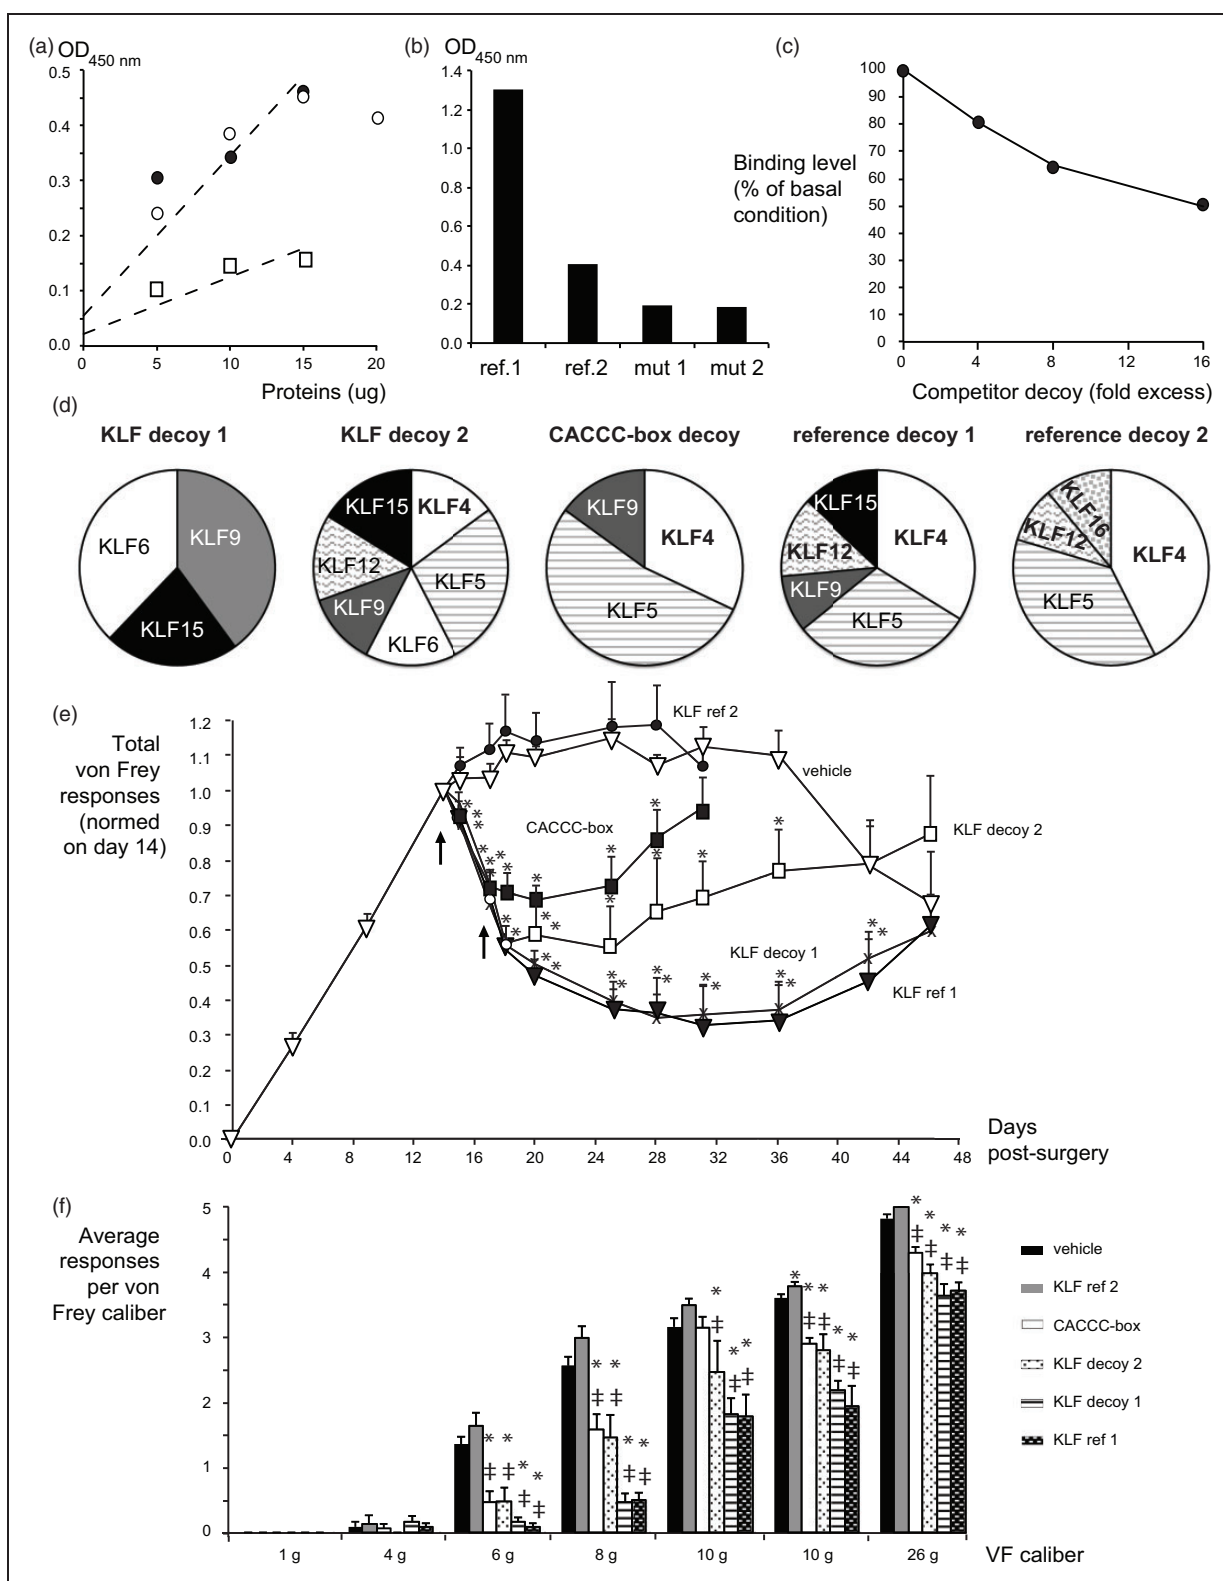 (a) OD450 nm
0.5
0.4
0.3
0.2
0.1
0.0
0 5 10 15 20
Proteins (ug)
(b) OD450 nm
1.4
1.2
1.0
0.8
0.6
0.4
0.2
0.0
ref.1 ref.2 mut 1 mut 2
(c)
Binding level
(% of basal
condition)
100
90
80
70
60
50
40
30
20
10
0
0 4 8 12 16
Competitor decoy (fold excess)
(d)
KLF decoy 1
KLF6 KLF9
KLF15
KLF decoy 2
KLF15 KLF4
KLF12 KLF5
KLF9
KLF6
CACCC-box decoy
KLF9
KLF4
KLF5
reference decoy 1
KLF15
KLF4
KLF12
KLF9
KLF5
reference decoy 2
KLF16
KLF12
KLF4
KLF5
(e)
Total
von Frey
responses
(normed
on day 14)
1.2
1.1
1.0
0.9
0.8
0.7
0.6
0.5
0.4
0.3
0.2
0.1
0.0
KLF ref 2
vehicle
CACCC-box
KLF decoy 2
KLF decoy 1
KLF ref 1
0 4 8 12 16 20 24 28 32 36 40 44 48
Days
post-surgery
(f)
Average
responses
per von
Frey caliber
5
4
3
2
1
0
1 g 4 g 6 g 8 g 10 g 10 g 26 g
VF caliber
vehicle
KLF ref 2
CACCC-box
KLF decoy 2
KLF decoy 1
KLF ref 1